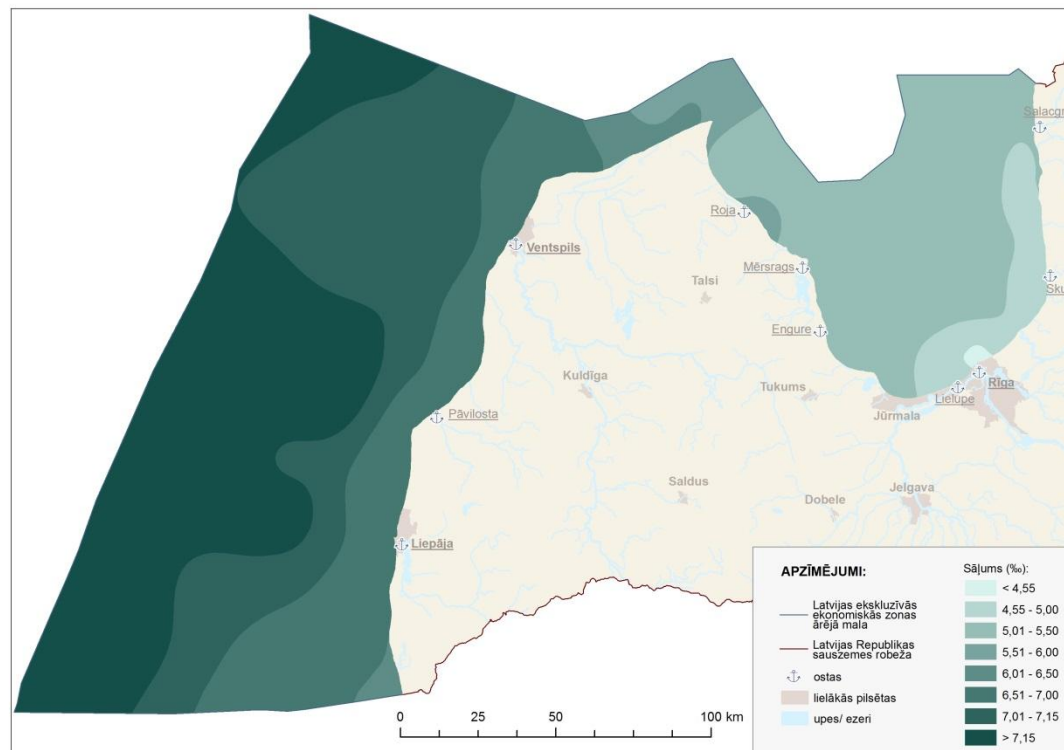 Salacgr
Roja
Ventspils
Mērsrags
Talsi
Sku
Engure
Kuldīga
Tukums
Rīga
Lielupe
Jūrmala
Pāvilosta
Saldus
Jelgava
Dobele
Liepāja
APZĪMĒJUMI:
Latvijas ekskluzīvās
ekonomiskās zonas
ārējā mala
Latvijas Republikas
sauszemes robeža
ostas
lielākās pilsētas
upes/ ezeri
Sāļums (‰):
< 4,55
4,55 - 5,00
5,01 - 5,50
5,51 - 6,00
6,01 - 6,50
6,51 - 7,00
7,01 - 7,15
> 7,15
0 25 50 100 km